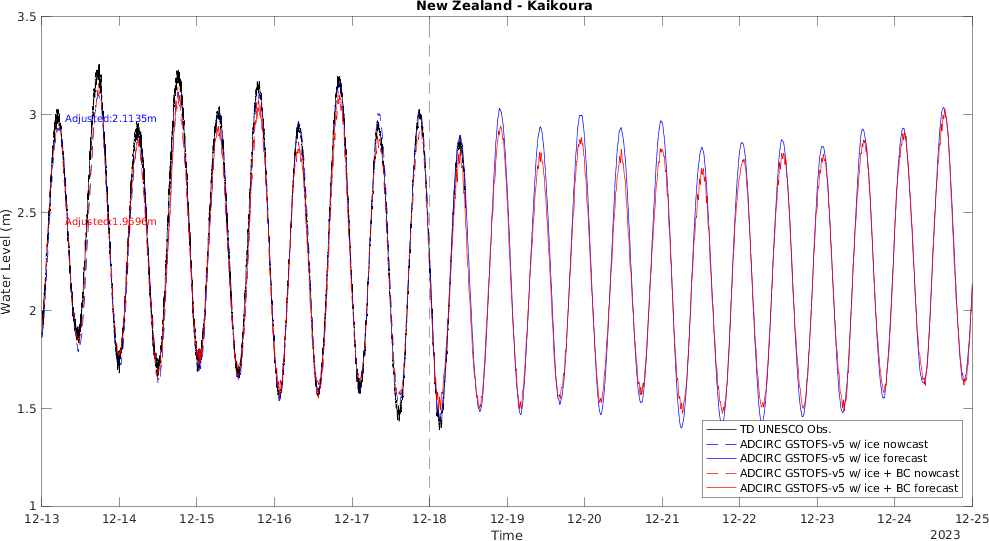 New Zealand - Kaikoura
3.5
3
2.5
2
1.5
1
Water Level (m)
Adjusted:2.1135m
Adjusted:1.9596m
TD UNESCO Obs.
ADCIRC GSTOFS-v5 w/ ice nowcast
ADCIRC GSTOFS-v5 w/ ice forecast
ADCIRC GSTOFS-v5 w/ ice + BC nowcast
ADCIRC GSTOFS-v5 w/ ice + BC forecast
12-13 12-14 12-15 12-16 12-17 12-18 12-19 12-20 12-21 12-22 12-23 12-24 12-25
Time
2023